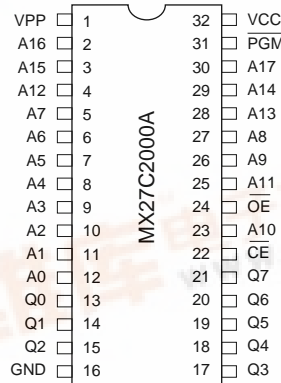 VPP 1 32 VCC
A16 2 31 PGM
A15 3 30 A17
A12 4 29 A14
A7 5 28 A13
A6 6 27 A8
A5 7 26 A9
A4 8 25 A11
A3 9 24 OE
A2 10 23 A10
A1 11 22 CE
A0 12 21 Q7
Q0 13 20 Q6
Q1 14 19 Q5
Q2 15 18 Q4
GND 16 17 Q3
MX27C2000A